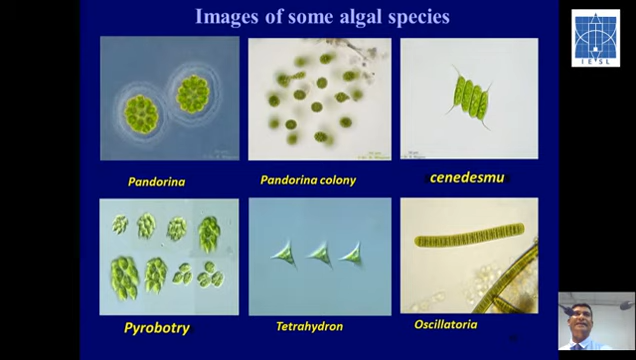 Images of some algal species
IESL
Pandorina
Pandorina colony
cenedesmu
Pyrobotry
Tetrahydron
Oscillatoria